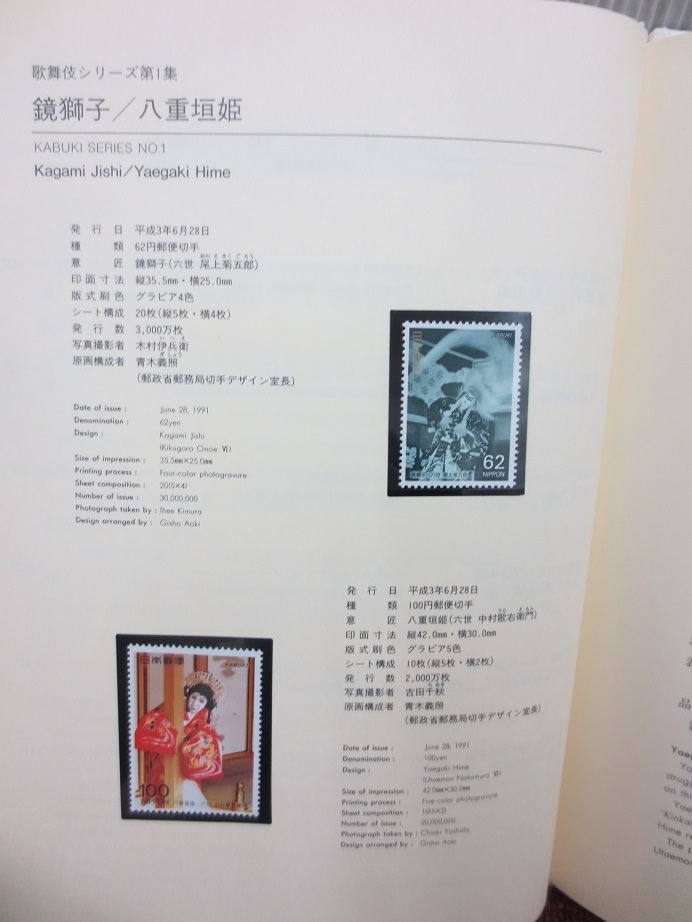 歌舞伎シリーズ第1集
鏡獅子/八重垣姫
KABUKI SERIES NO.1
Kagami Jishi/Yaegaki Hime
発行日 平成3年6月28日
種類 62円郵便切手
意匠 鏡獅子(六世 尾上菊五郎)
印面寸法 縦35.5mm・横25.0mm
版式刷色 グラビア4色
シート構成 20枚(縦5枚・横4枚)
発行数 3,000万枚
写真撮影者 木村伊兵衛
原画構成者 青木義照
(郵政省郵務局切手デザイン室長)
Date of issue : June 28, 1991
Denomination : 62yen
Design : Kagami Jishi
(Kikugoro Onoe Ⅵ)
Size of impression : 35.5mm×25.0mm
Printing process : Four-color photogravure
Sheet composition : 20(5×4)
Number of issue : 30,000,000
Photograph taken by : Ihee Kimura
Design arranged by : Gisho Aoki
日本郵便
KABUKI
62
NIPPON
発行日 平成3年6月28日
種類 100円郵便切手
意匠 八重垣姫(六世 中村歌右衛門)
印面寸法 縦42.0mm・横30.0mm
版式刷色 グラビア5色
シート構成 10枚(縦5枚・横2枚)
発行数 2,000万枚
写真撮影者 吉田千秋
原画構成者 青木義照
(郵政省郵務局切手デザイン室長)
Date of issue : June 28, 1991
Denomination : 100yen
Design : Yaegaki Hime
(Utaemon Nakamura Ⅵ)
Size of impression : 42.0mm×30.0mm
Printing process : Five-color photogravure
Sheet composition : 10(5×2)
Number of issue : 20,000,000
Photograph taken by : Chiaki Yoshida
Design arranged by : Gisho Aoki
日本郵便
KABUKI
100
NIPPON
Yaeg
Ya
strug
on th
Yae
"Kinka
Hime re
The p
Utaemon